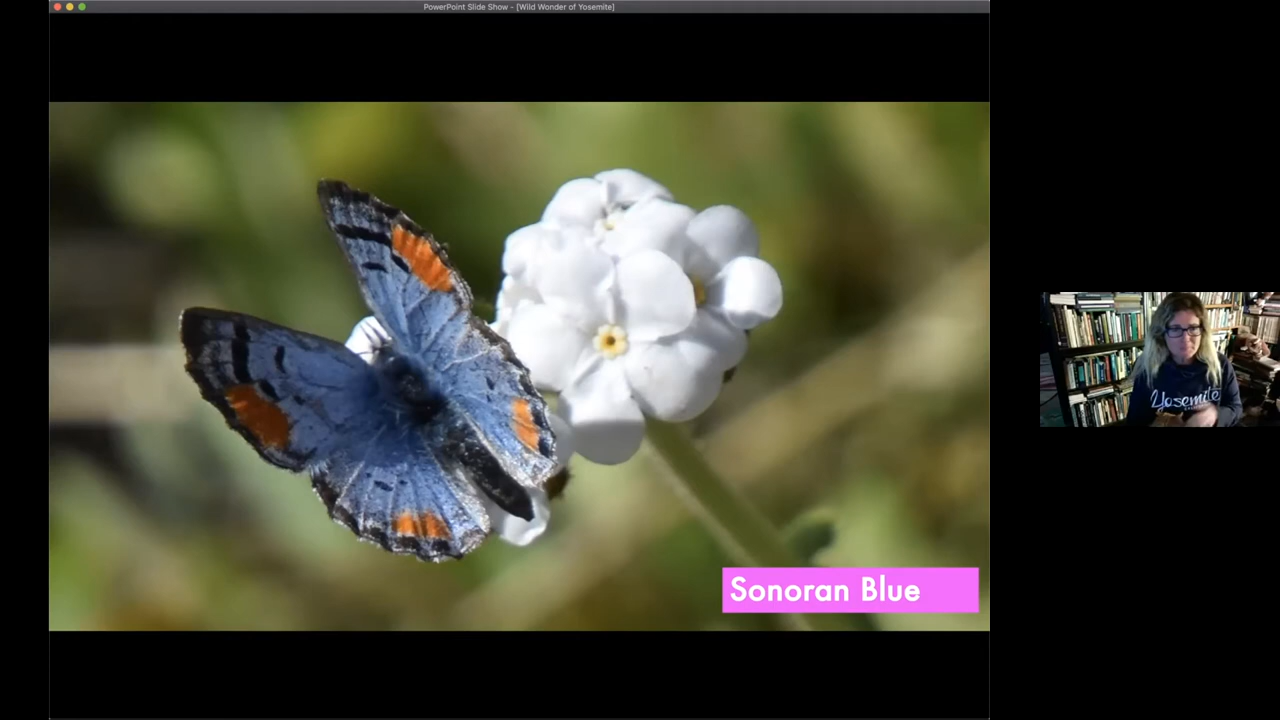 PowerPoint Slide Show - [Wild Wonder of Yosemite]
Sonoran Blue
Yosemite